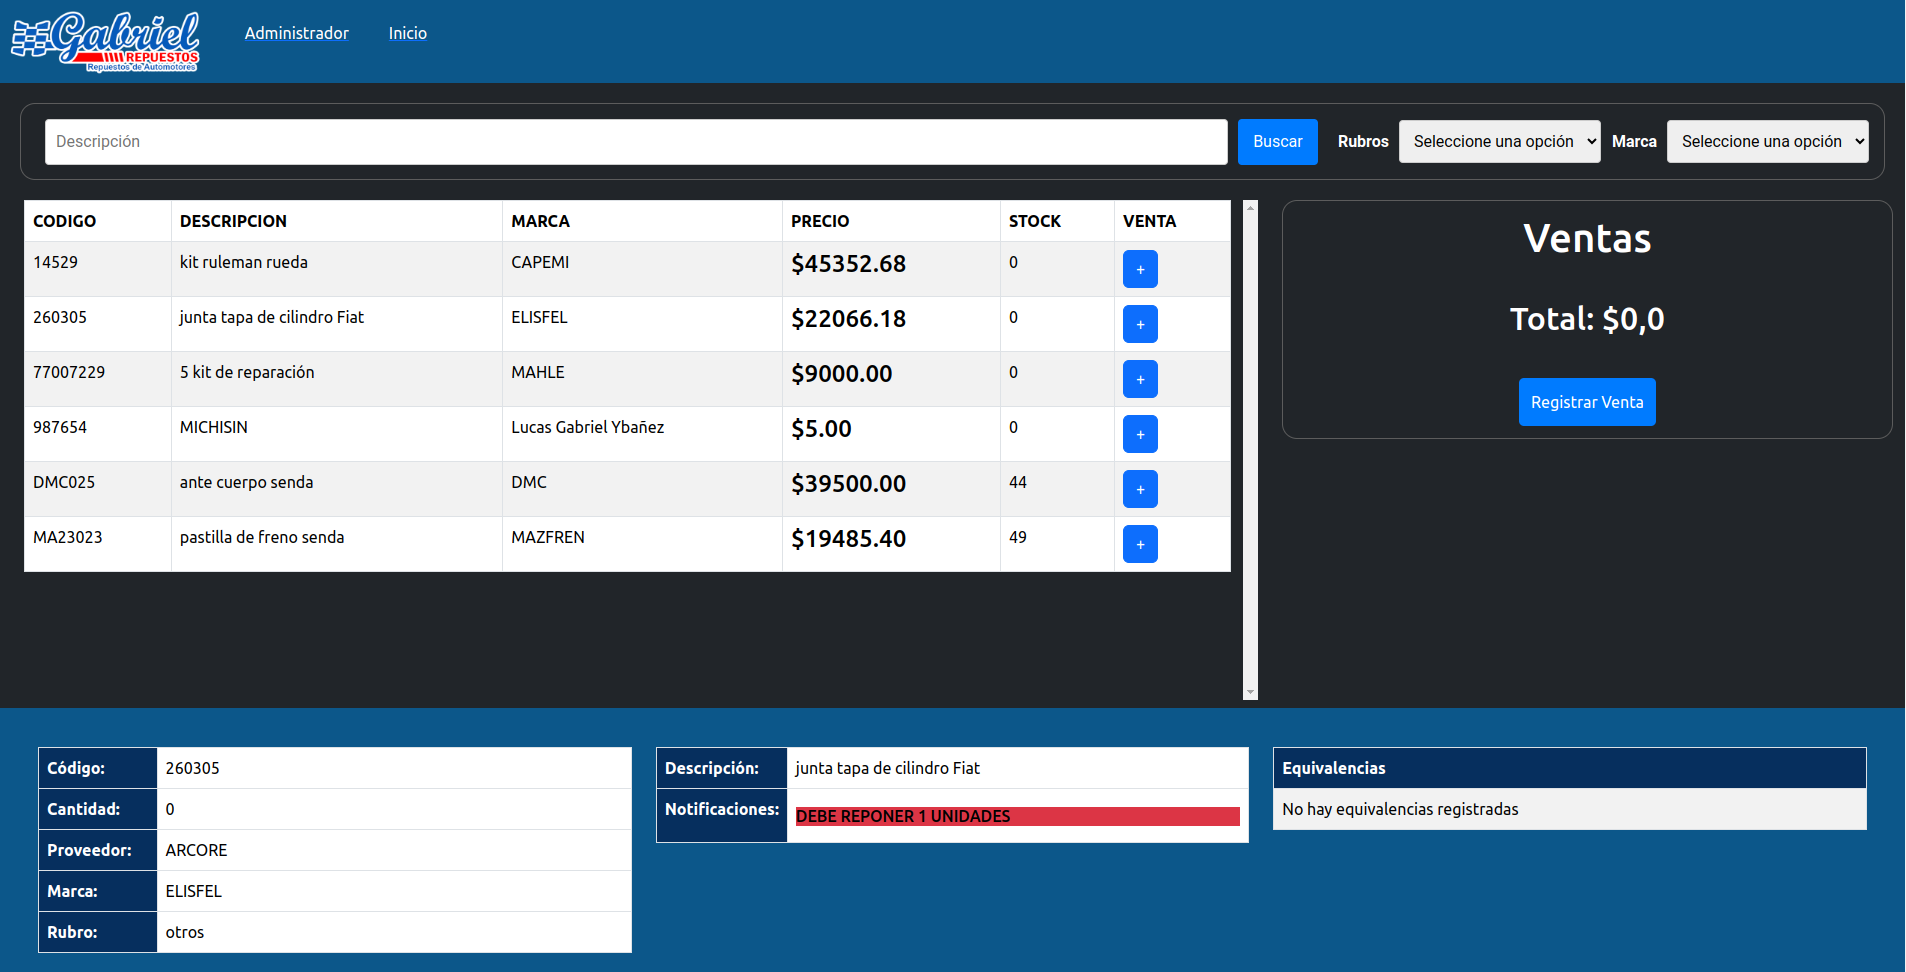 Gabriel
REPUESTOS
Repuestos de Automotores
Administrador Inicio
Descripción Buscar Rubros Seleccione una opción Marca Seleccione una opción
CODIGO DESCRIPCION MARCA PRECIO STOCK VENTA
14529 kit ruleman rueda CAPEMI $45352.68 0 +
260305 junta tapa de cilindro Fiat ELISFEL $22066.18 0 +
77007229 5 kit de reparación MAHLE $9000.00 0 +
987654 MICHISIN Lucas Gabriel Ybañez $5.00 0 +
DMC025 ante cuerpo senda DMC $39500.00 44 +
MA23023 pastilla de freno senda MAZFREN $19485.40 49 +
Ventas
Total: $0,0
Registrar Venta
Código: 260305
Cantidad: 0
Proveedor: ARCORE
Marca: ELISFEL
Rubro: otros
Descripción: junta tapa de cilindro Fiat
Notificaciones: DEBE REPONER 1 UNIDADES
Equivalencias
No hay equivalencias registradas